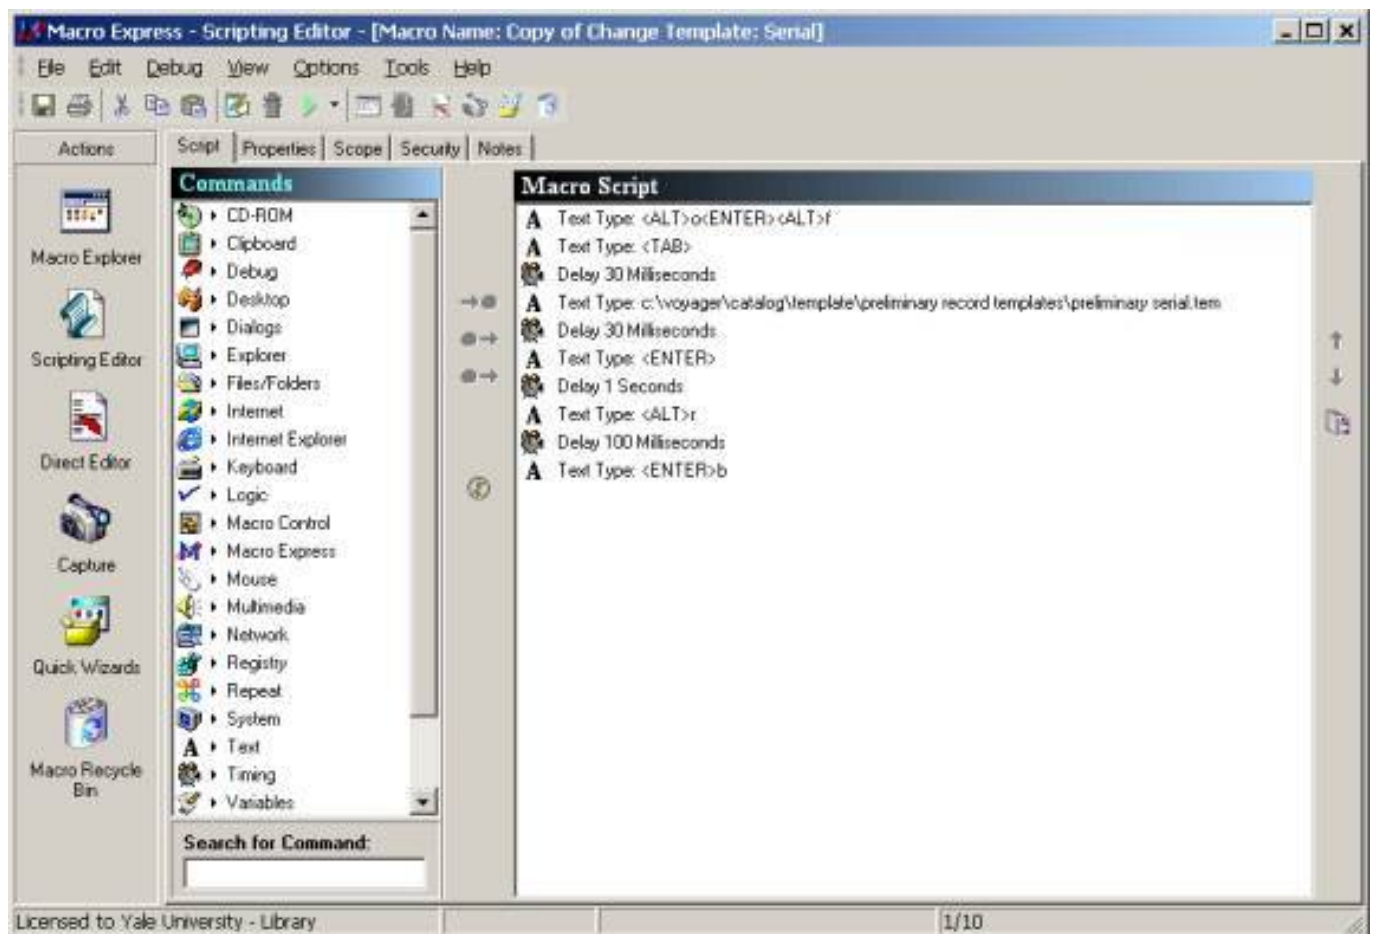 Macro Express - Scripting Editor - [Macro Name: Copy of Change Template: Serial]
File Edit Debug View Options Tools Help
Actions
Script Properties Scope Security Notes
Macro Explorer
Scripting Editor
Direct Editor
Capture
Quick Wizards
Macro Recycle
Bin
Commands
CD-ROM
Clipboard
Debug
Desktop
Dialogs
Explorer
Files/Folders
Internet
Internet Explorer
Keyboard
Logic
Macro Control
Macro Express
Mouse
Multimedia
Network
Registry
Repeat
System
Text
Timing
Variables
Search for Command:
Macro Script
Text Type: <ALT>o<ENTER><ALT>f
Text Type: <TAB>
Delay 30 Milliseconds
Text Type: c:\voyager\catalog\template\preliminary record templates\preliminary serial.tem
Delay 30 Milliseconds
Text Type: <ENTER>
Delay 1 Seconds
Text Type: <ALT>r
Delay 100 Milliseconds
Text Type: <ENTER>b
Licensed to Yale University - Library
1/10